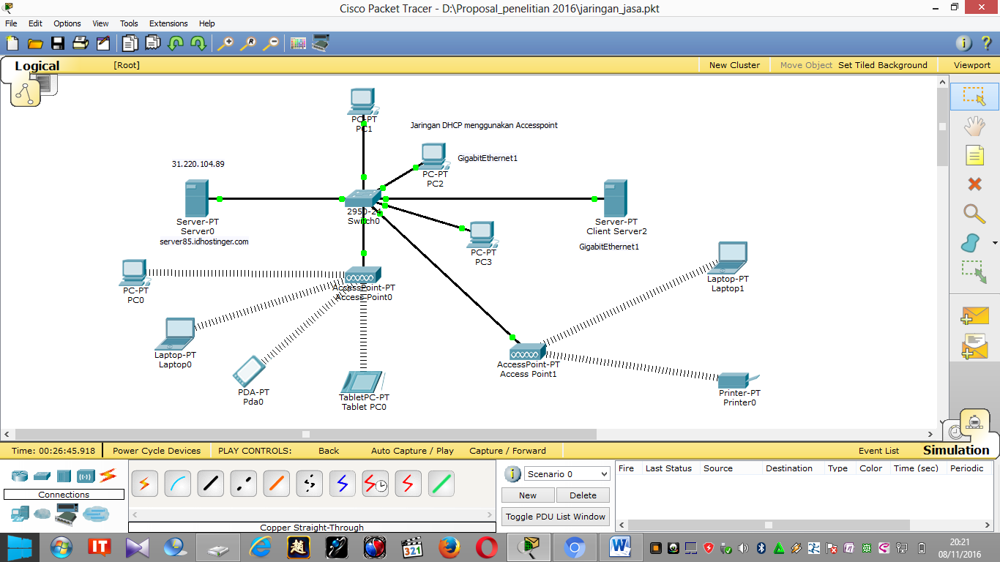 Cisco Packet Tracer - D:\Proposal_penelitian 2016\jaringan_jasa.pkt
File Edit Options View Tools Extensions Help
Logical [Root] New Cluster Move Object Set Tiled Background Viewport
PC-PT
PC1
Jaringan DHCP menggunakan Accesspoint
GigabitEthernet1
PC-PT
PC2
31.220.104.89
Server-PT
Server0
server85.idhostinger.com
2950-24
Switch0
Server-PT
Client Server2
GigabitEthernet1
PC-PT
PC3
PC-PT
PC0
AccessPoint-PT
Access Point0
Laptop-PT
Laptop1
Laptop-PT
Laptop0
AccessPoint-PT
Access Point1
PDA-PT
Pda0
TabletPC-PT
Tablet PC0
Printer-PT
Printer0
Time: 00:26:45.918 Power Cycle Devices PLAY CONTROLS: Back Auto Capture / Play Capture / Forward Event List Simulation
Scenario 0
Fire Last Status Source Destination Type Color Time (sec) Periodic
Connections
New Delete
Toggle PDU List Window
Copper Straight-Through
IT
321
20:21
08/11/2016